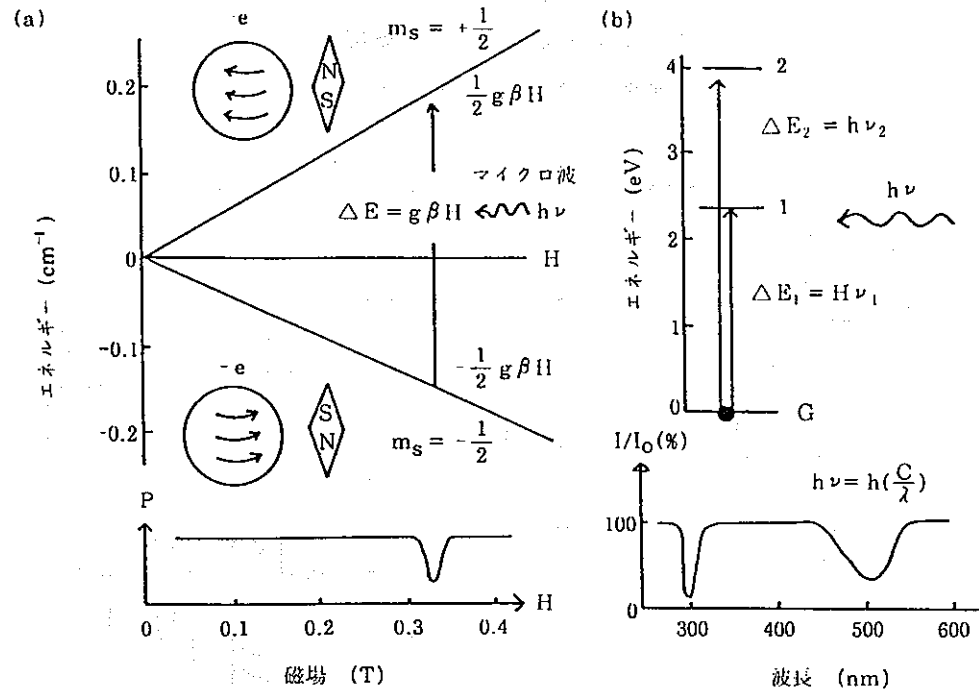 (a)
e
N
S
m_s = +1/2
1/2 gβH
マイクロ波
△E = gβH
hν
H
-1/2 gβH
-e
S
N
m_s = -1/2
エネルギー (cm⁻¹)
0.2
0.1
0
-0.1
-0.2
P
H
0 0.1 0.2 0.3 0.4
磁場 (T)
(b)
エネルギー (eV)
4
3
2
1
0
2
△E₂ = hν₂
hν
1
△E₁ = Hν₁
G
I/I₀(%)
hν = h(C/λ)
100
0
300 400 500 600
波長 (nm)